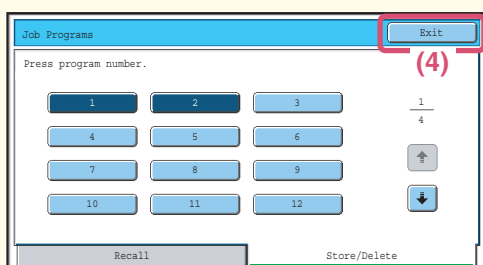 Job Programs
Exit
(4)
Press program number.
1 2 3
1
4
4 5 6
7 8 9
10 11 12
Recall Store/Delete